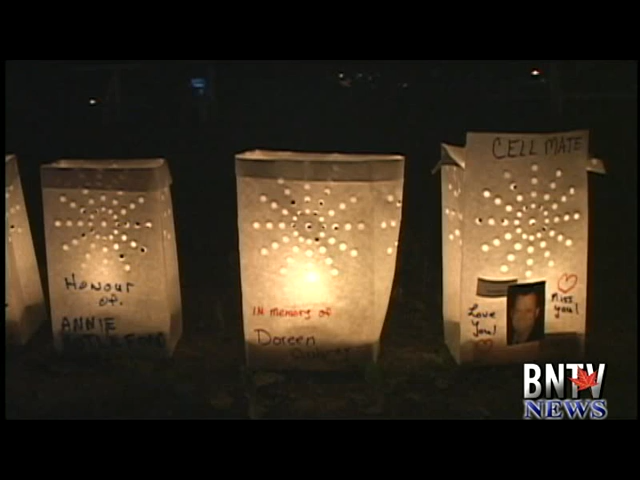 Honour
of.
ANNIE
IN memory of
Doreen
CELL MATE
Love
You!
Miss
you!
BNTV
NEWS